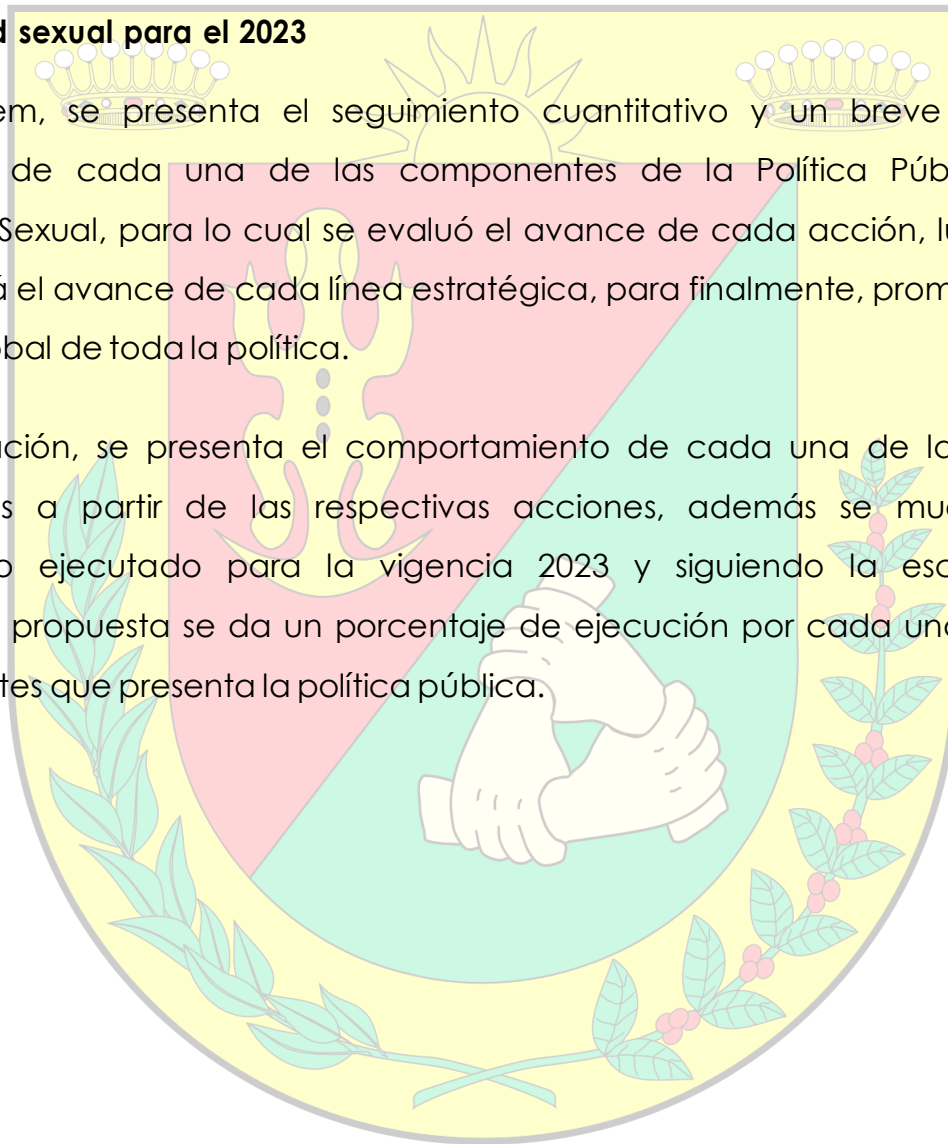 d sexual para el 2023
em, se presenta el seguimiento cuantitativo y un breve
de cada una de las componentes de la Política Púb
Sexual, para lo cual se evaluó el avance de cada acción, lu
á el avance de cada línea estratégica, para finalmente, prom
obal de toda la política.
ación, se presenta el comportamiento de cada una de lo
s a partir de las respectivas acciones, además se mue
o ejecutado para la vigencia 2023 y siguiendo la esc
propuesta se da un porcentaje de ejecución por cada uno
tes que presenta la política pública.